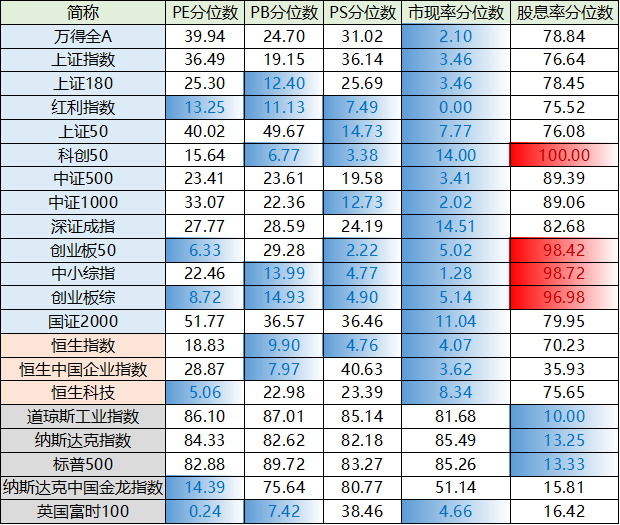 简称 PE分位数 PB分位数 PS分位数 市现率分位数 股息率分位数
万得全A 39.94 24.70 31.02 2.10 78.84
上证指数 36.49 19.15 36.14 3.46 76.64
上证180 25.30 12.40 25.69 3.46 78.45
红利指数 13.25 11.13 7.49 0.00 75.52
上证50 40.02 49.67 14.73 7.77 76.08
科创50 15.64 6.77 3.38 14.00 100.00
中证500 23.41 23.61 19.58 3.41 89.39
中证1000 33.07 22.36 12.73 2.02 89.06
深证成指 27.77 28.59 24.19 14.51 82.68
创业板50 6.33 29.28 2.22 5.02 98.42
中小综指 22.46 13.99 4.77 1.28 98.72
创业板综 8.72 14.93 4.90 5.14 96.98
国证2000 51.77 36.57 36.46 11.04 79.95
恒生指数 18.83 9.90 4.76 4.07 70.23
恒生中国企业指数 28.87 7.97 40.63 3.62 35.93
恒生科技 5.06 22.98 23.39 8.34 75.65
道琼斯工业指数 86.10 87.01 85.14 81.68 10.00
纳斯达克指数 84.33 82.62 82.18 85.49 13.25
标普500 82.88 89.72 83.27 85.26 13.33
纳斯达克中国金龙指数 14.39 75.64 80.77 51.14 15.81
英国富时100 0.24 7.42 38.46 4.66 16.42